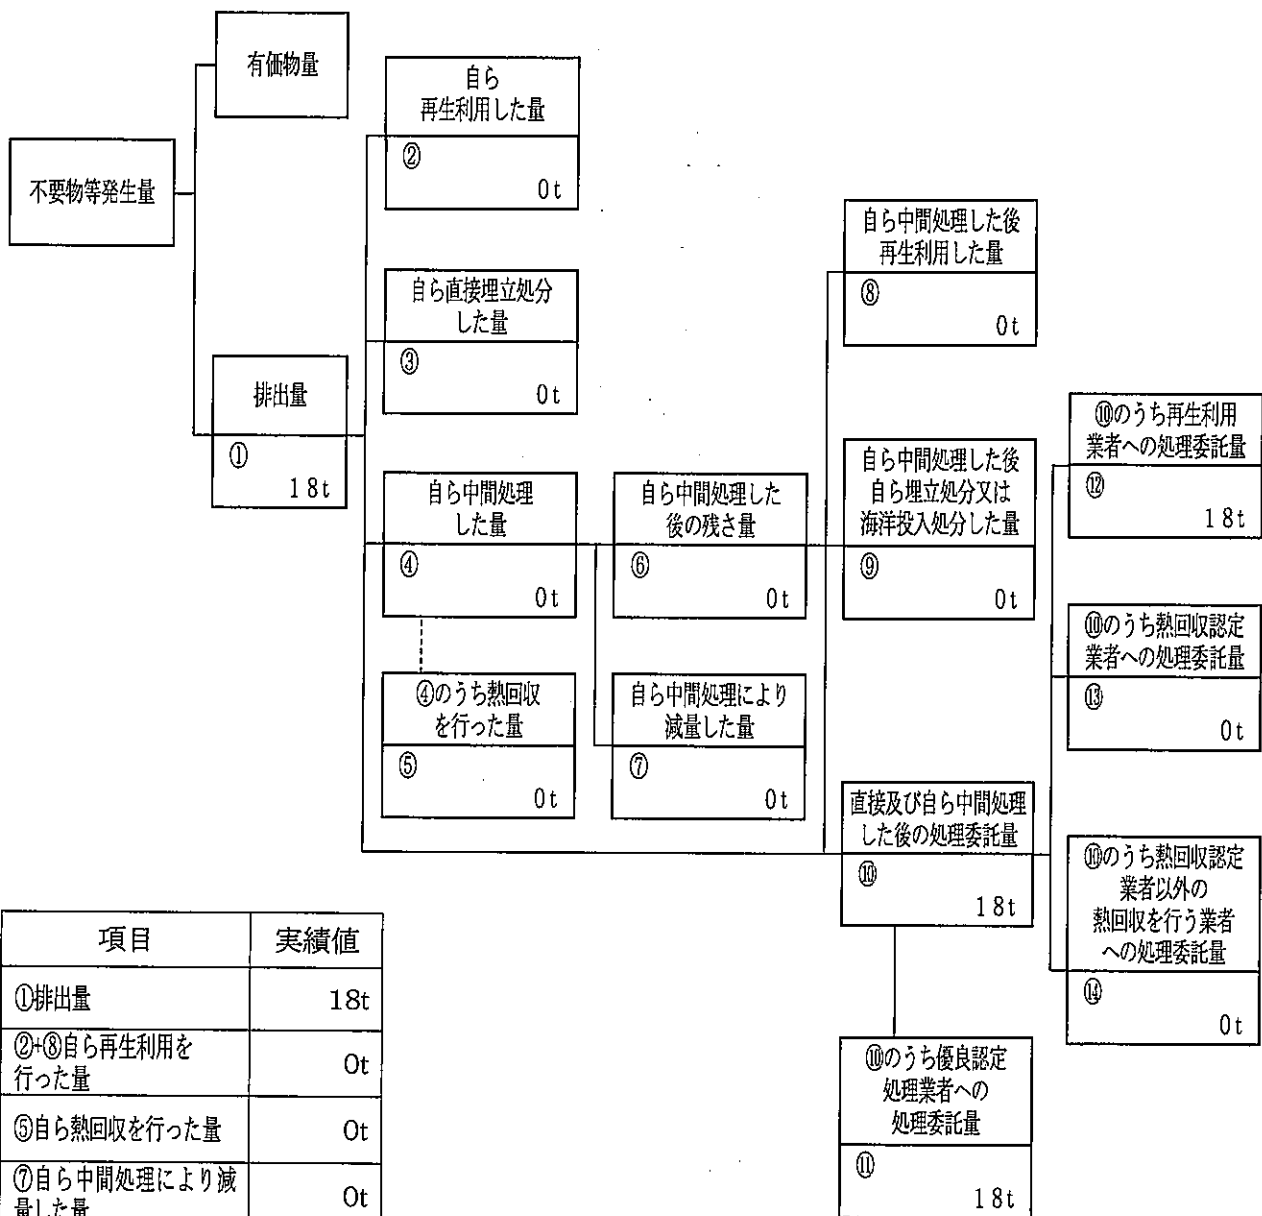 有価物量
不要物等発生量
排出量
①
18t
自ら
再生利用した量
②
0t
自ら直接埋立処分
した量
③
0t
自ら中間処理
した量
④
0t
④のうち熱回収
を行った量
⑤
0t
自ら中間処理した
後の残さ量
⑥
0t
自ら中間処理により
減量した量
⑦
0t
自ら中間処理した後
再生利用した量
⑧
0t
自ら中間処理した後
自ら埋立処分又は
海洋投入処分した量
⑨
0t
直接及び自ら中間処理
した後の処理委託量
⑩
18t
⑩のうち優良認定
処理業者への
処理委託量
⑪
18t
⑩のうち再生利用
業者への処理委託量
⑫
18t
⑩のうち熱回収認定
業者への処理委託量
⑬
0t
⑩のうち熱回収認定
業者以外の
熱回収を行う業者
への処理委託量
⑭
0t
項目 実績値
①排出量 18t
②+⑧自ら再生利用を
行った量 0t
⑤自ら熱回収を行った量 0t
⑦自ら中間処理により減
量した量 0t